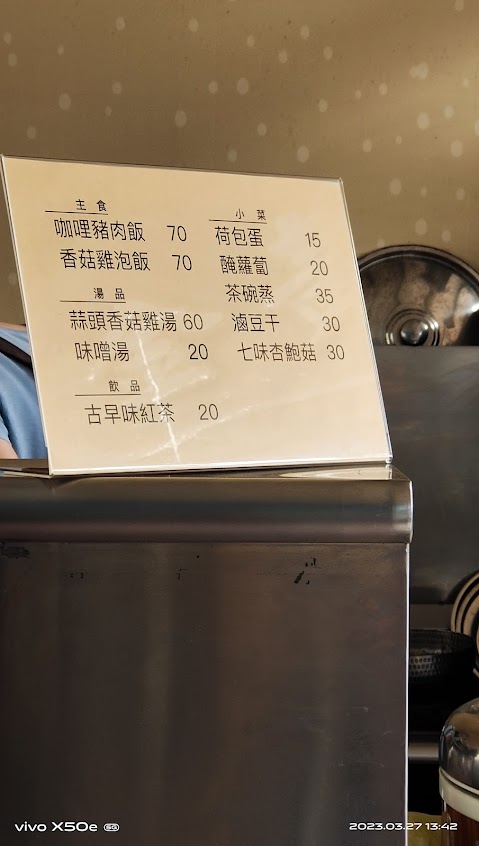 主食
咖哩豬肉飯 70
香菇雞泡飯 70
湯品
蒜頭香菇雞湯 60
味噌湯 20
飲品
古早味紅茶 20
小菜
荷包蛋 15
醃蘿蔔 20
茶碗蒸 35
滷豆干 30
七味杏鮑菇 30
vivo X50e 5G
2023.03.27 13:42